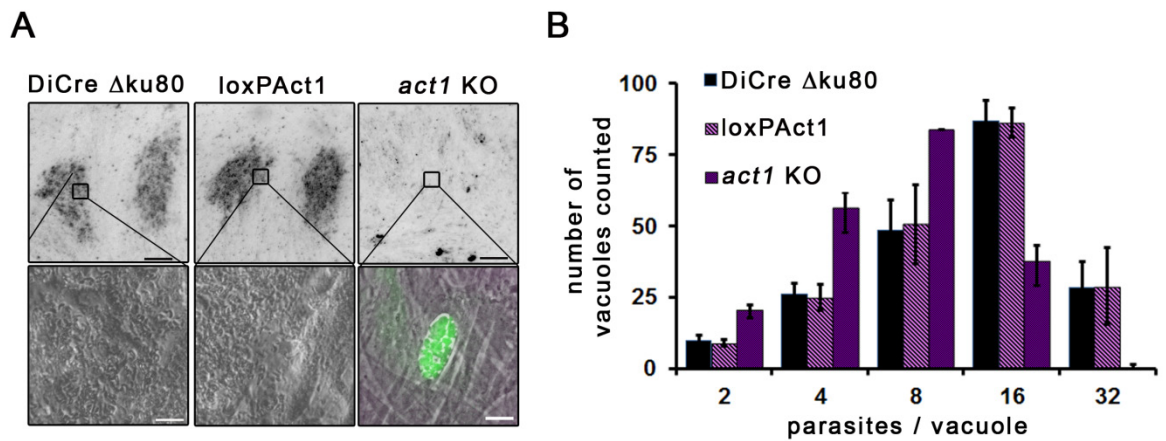 A
B
DiCre Δku80
loxPAct1
act1 KO
100
75
50
25
0
number of
vacuoles counted
DiCre Δku80
loxPAct1
act1 KO
2
4
8
16
32
parasites / vacuole